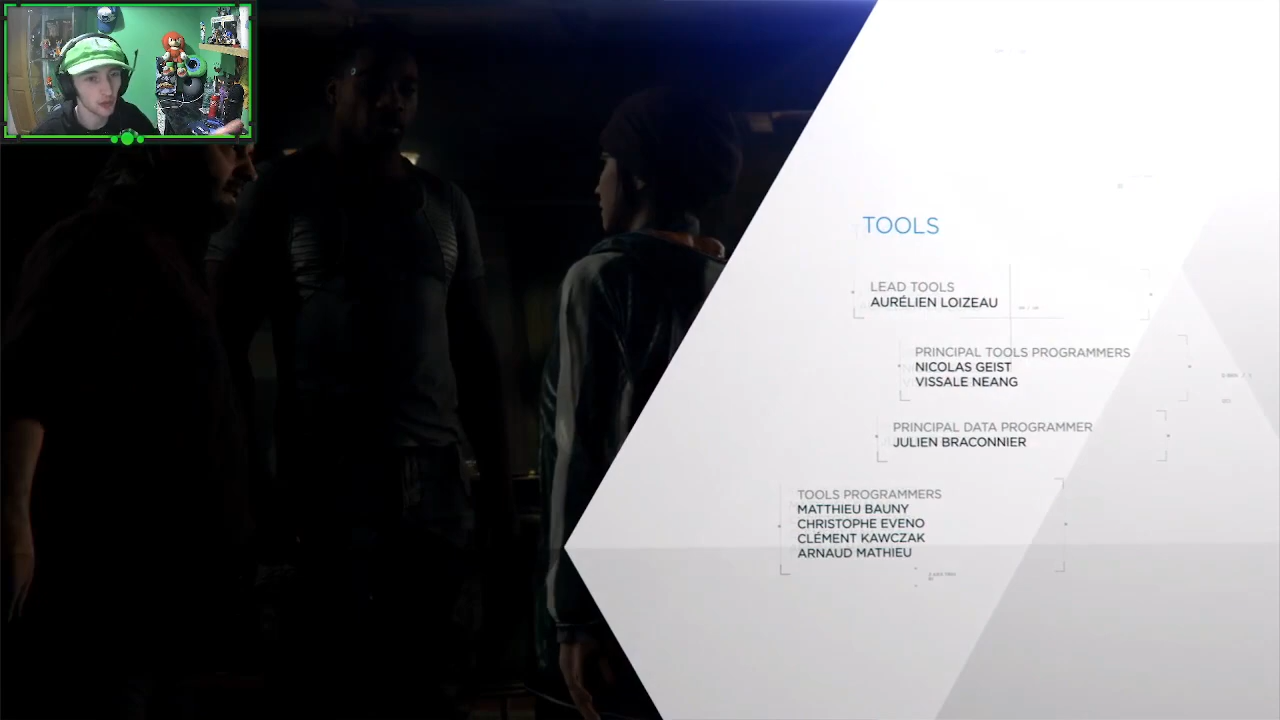 TOOLS
LEAD TOOLS
AURÉLIEN LOIZEAU
PRINCIPAL TOOLS PROGRAMMERS
NICOLAS GEIST
VISSALE NEANG
PRINCIPAL DATA PROGRAMMER
JULIEN BRACONNIER
TOOLS PROGRAMMERS
MATTHIEU BAUNY
CHRISTOPHE EVENO
CLÉMENT KAWCZAK
ARNAUD MATHIEU